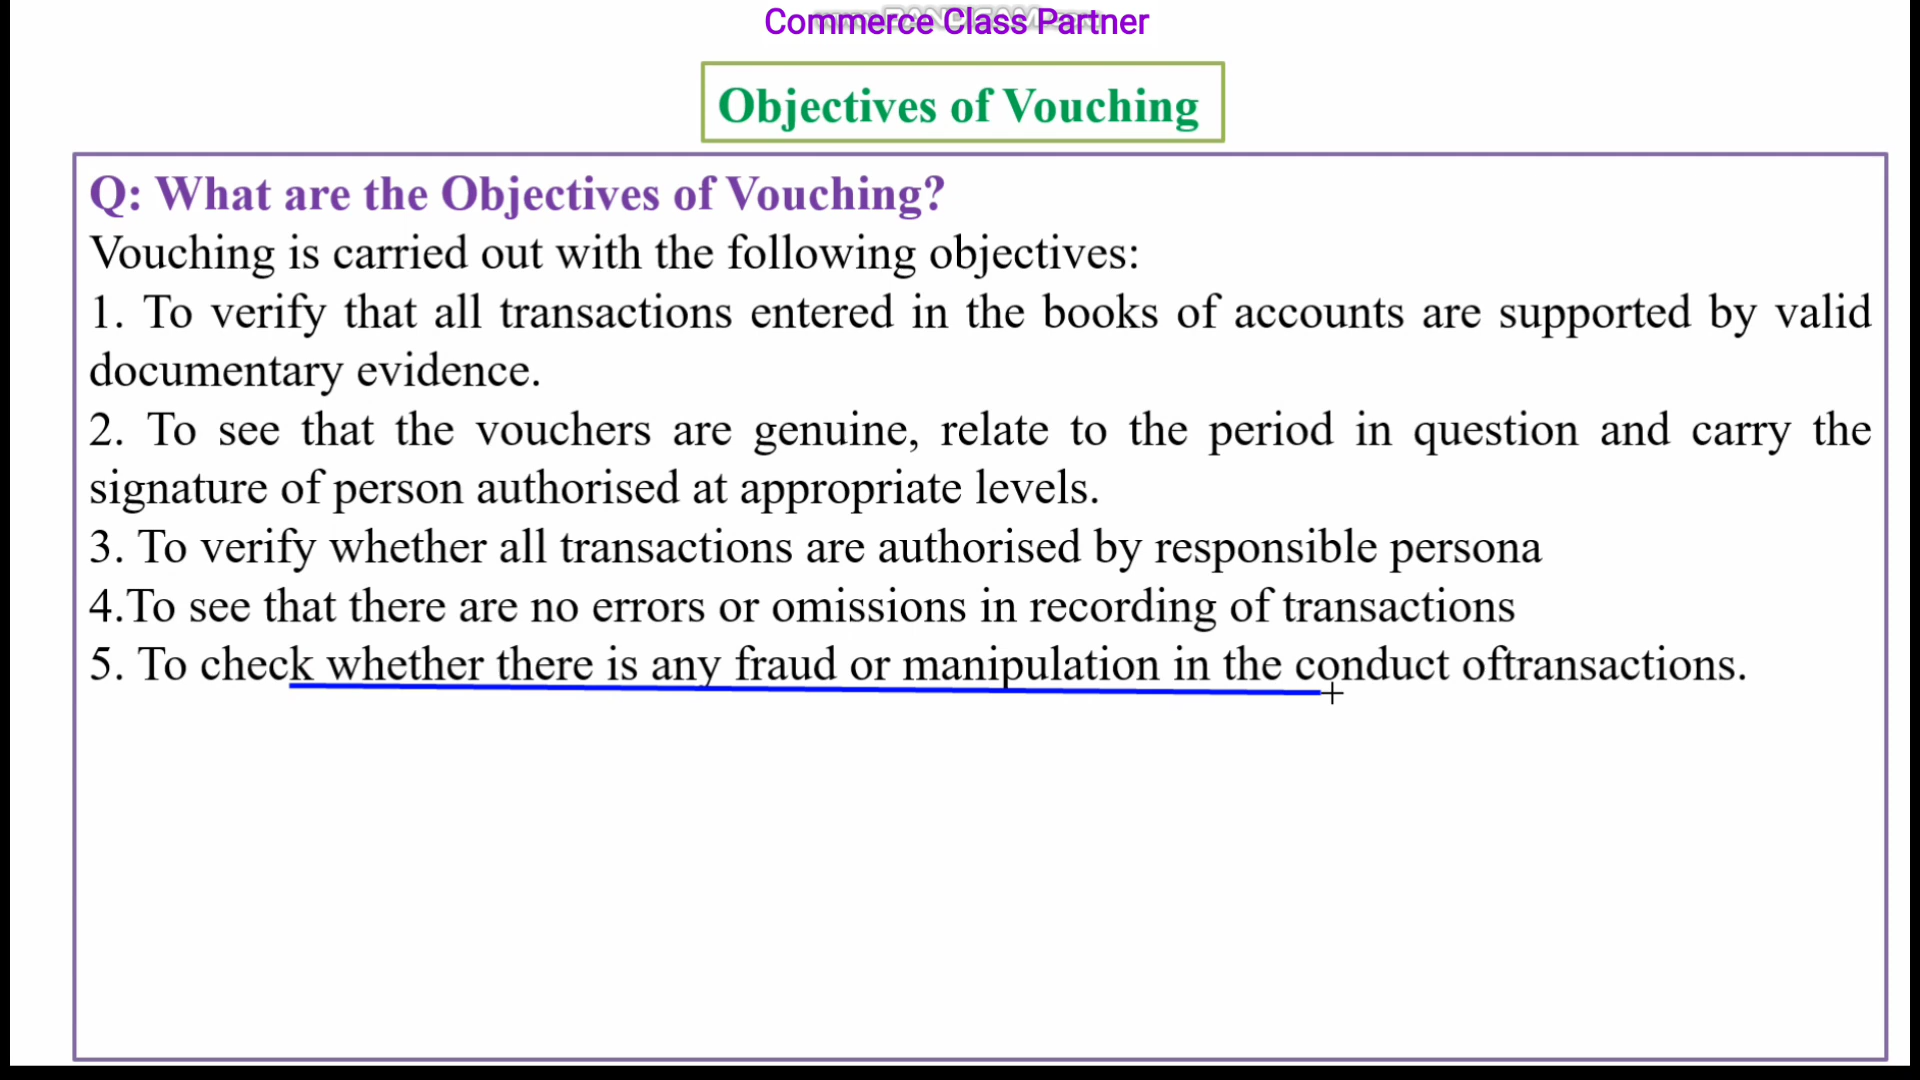 Commerce Class Partner
Objectives of Vouching
Q: What are the Objectives of Vouching?
Vouching is carried out with the following objectives:
1. To verify that all transactions entered in the books of accounts are supported by valid
documentary evidence.
2. To see that the vouchers are genuine, relate to the period in question and carry the
signature of person authorised at appropriate levels.
3. To verify whether all transactions are authorised by responsible persona
4.To see that there are no errors or omissions in recording of transactions
5. To check whether there is any fraud or manipulation in the conduct oftransactions.